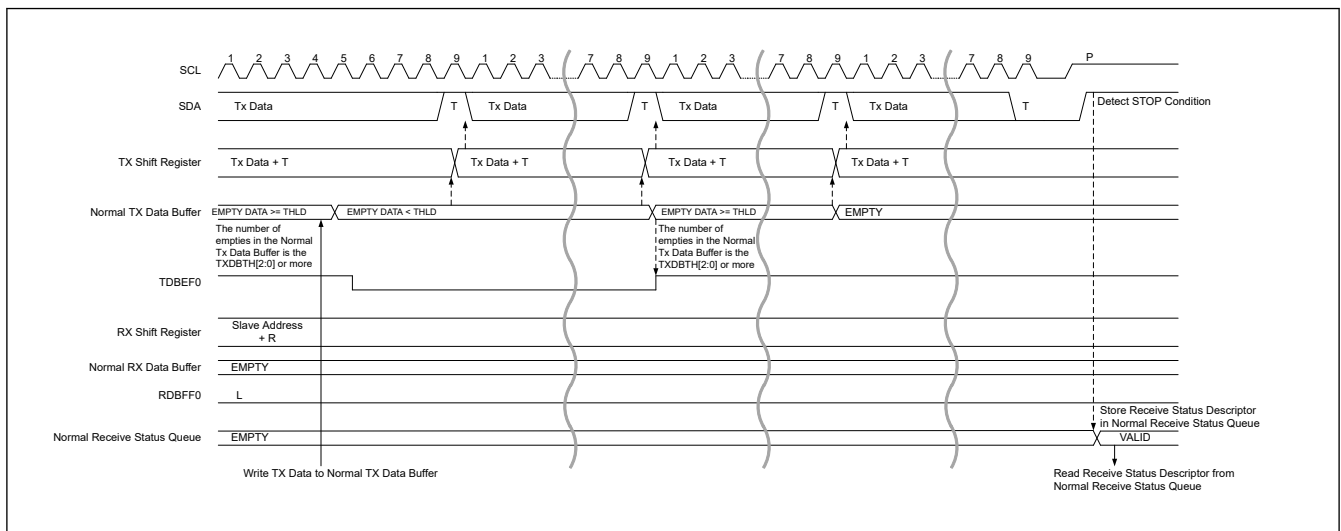 1 2 3 4 5 6 7 8 9 1 2 3 7 8 9 1 2 3 7 8 9 1 2 3 7 8 9 P
SCL
SDA Tx Data T Tx Data T Tx Data T Tx Data T Detect STOP Condition
TX Shift Register Tx Data + T Tx Data + T Tx Data + T Tx Data + T
Normal TX Data Buffer EMPTY DATA >= THLD EMPTY DATA < THLD EMPTY DATA >= THLD EMPTY
The number of
empties in the Normal
Tx Data Buffer is the
TXDBTH[2:0] or more
The number of
empties in the Normal
Tx Data Buffer is the
TXDBTH[2:0] or more
TDBEF0
RX Shift Register Slave Address
+ R
Normal RX Data Buffer EMPTY
RDBFF0 L
Store Receive Status Descriptor
in Normal Receive Status Queue
Normal Receive Status Queue EMPTY VALID
Write TX Data to Normal TX Data Buffer
Read Receive Status Descriptor from
Normal Receive Status Queue